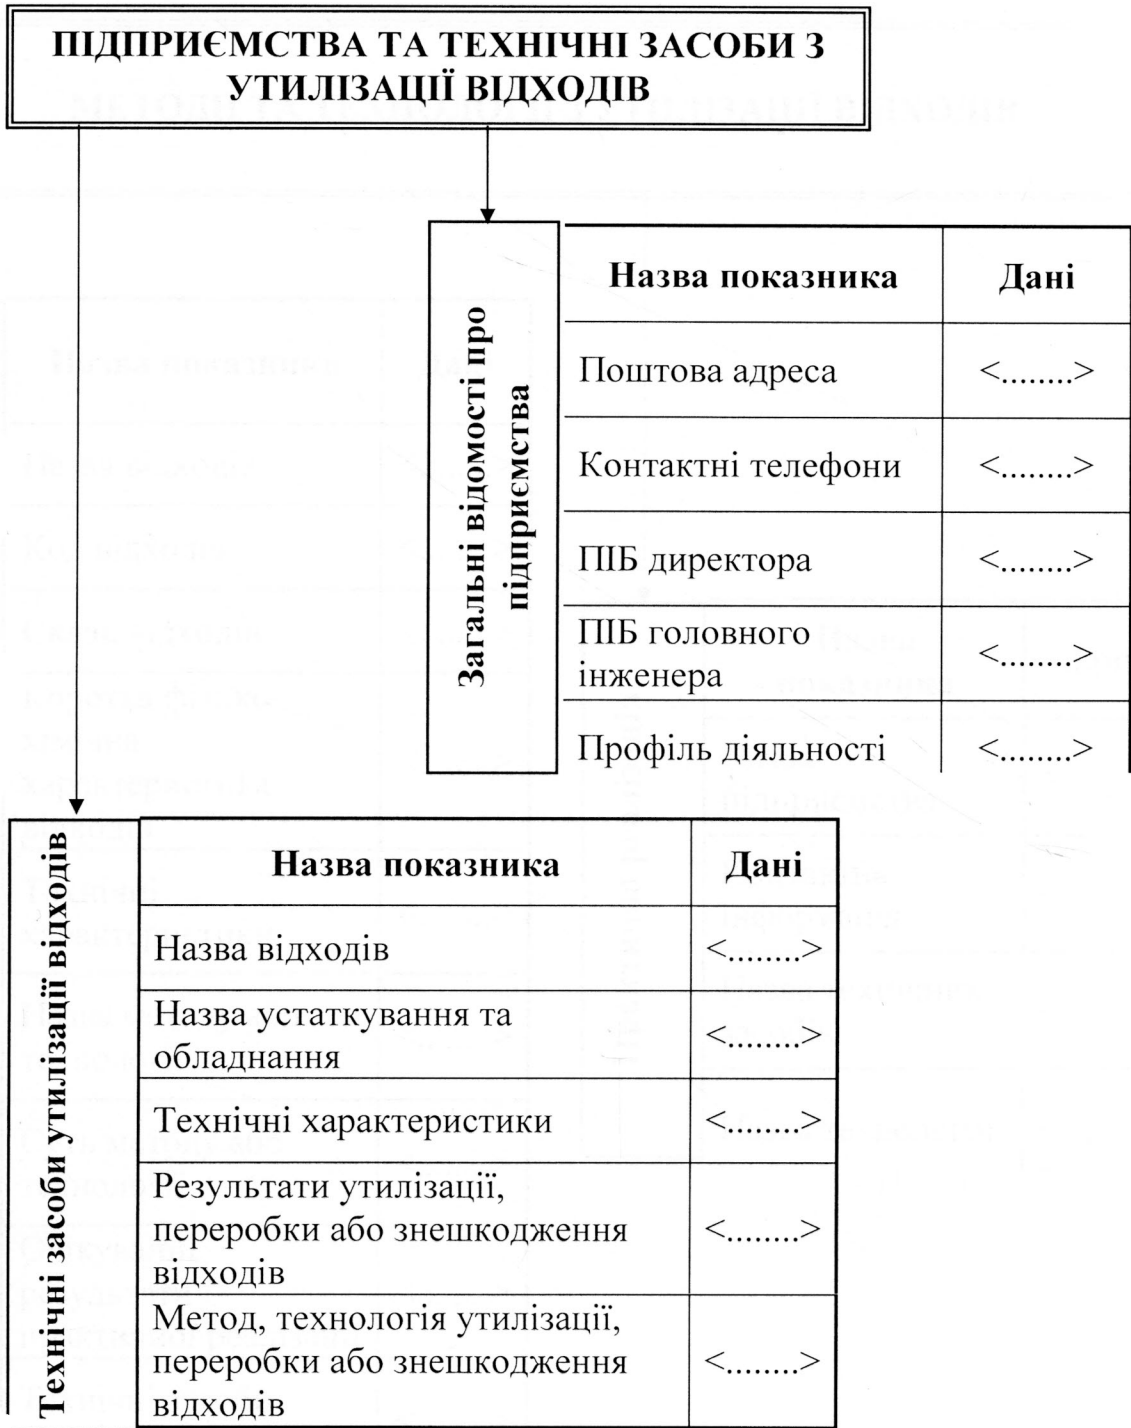 ПІДПРИЄМСТВА ТА ТЕХНІЧНІ ЗАСОБИ З
УТИЛІЗАЦІЇ ВІДХОДІВ
Загальні відомості про
підприємства
Назва показника Дані
Поштова адреса <........>
Контактні телефони <........>
ПІБ директора <........>
ПІБ головного
інженера <........>
Профіль діяльності <........>
Технічні засоби утилізації відходів
Назва показника Дані
Назва відходів <........>
Назва устаткування та
обладнання <........>
Технічні характеристики <........>
Результати утилізації,
переробки або знешкодження <........>
відходів
Метод, технологія утилізації,
переробки або знешкодження <........>
відходів